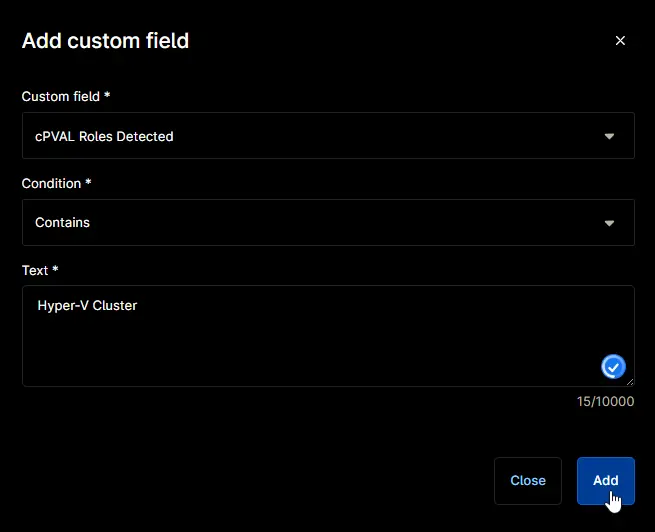 Add custom field
Custom field *
cPVAL Roles Detected
Condition *
Contains
Text *
Hyper-V Cluster
15/10000
Close
Add